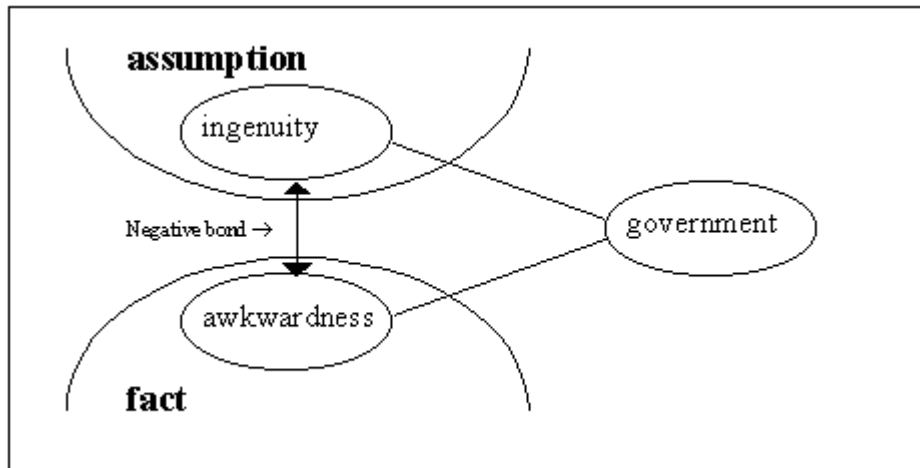 assumption
ingenuity
Negative bond →
government
awkwardness
fact